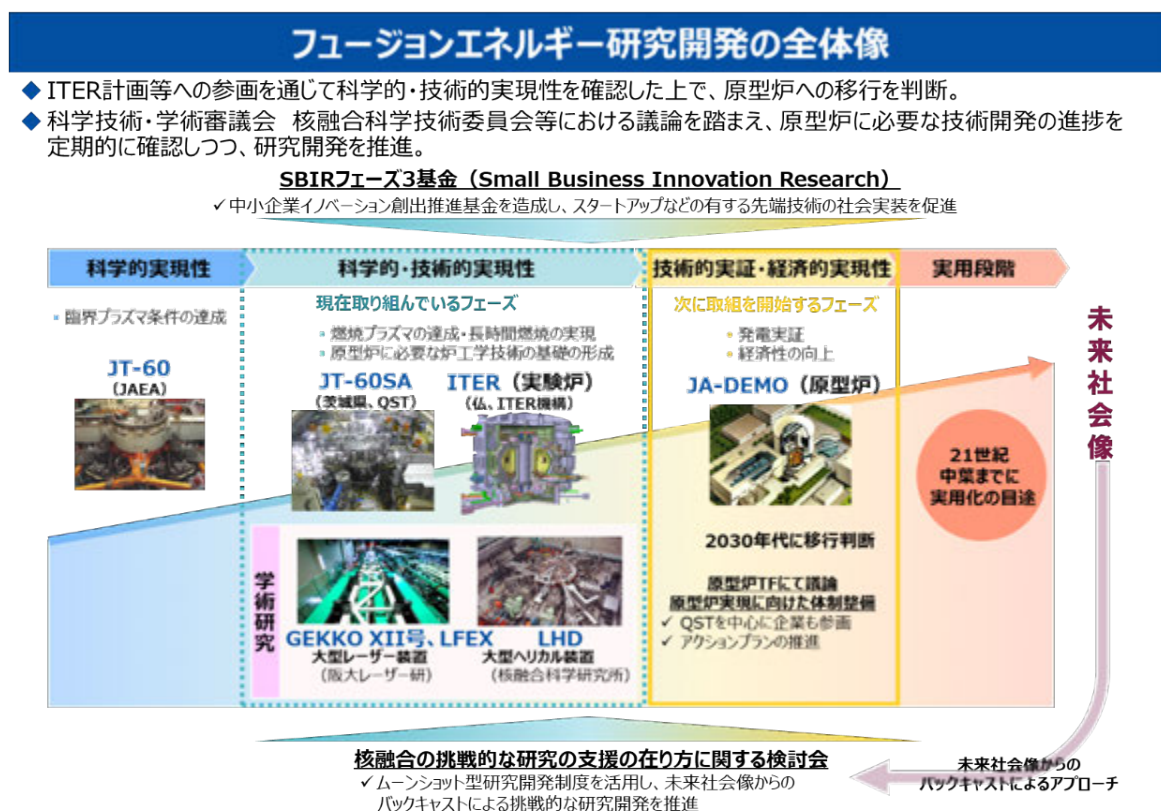 フュージョンエネルギー研究開発の全体像
◆ ITER計画等への参画を通じて科学的・技術的実現性を確認した上で、原型炉への移行を判断。
◆ 科学技術・学術審議会 核融合科学技術委員会等における議論を踏まえ、原型炉に必要な技術開発の進捗を
定期的に確認しつつ、研究開発を推進。
SBIRフェーズ3基金(Small Business Innovation Research)
✓ 中小企業イノベーション創出推進基金を造成し、スタートアップなどの有する先端技術の社会実装を促進
科学的実現性
科学的・技術的実現性
技術的実証・経済的実現性
実用段階
臨界プラズマ条件の達成
JT-60
(JAEA)
現在取り組んでいるフェーズ
燃焼プラズマの達成・長時間燃焼の実現
原型炉に必要な炉工学技術の基礎の形成
JT-60SA
(茨城県、QST)
ITER(実験炉)
(仏、ITER機構)
学術研究
GEKKO XII号、LFEX
大型レーザー装置
(阪大レーザー研)
LHD
大型ヘリカル装置
(核融合科学研究所)
次に取組を開始するフェーズ
発電実証
経済性の向上
JA-DEMO(原型炉)
2030年代に移行判断
原型炉TFにて議論
原型炉実現に向けた体制整備
✓ QSTを中心に企業も参画
✓ アクションプランの推進
21世紀
中葉までに
実用化の目途
未来社会像
核融合の挑戦的な研究の支援の在り方に関する検討会
✓ ムーンショット型研究開発制度を活用し、未来社会像からの
バックキャストによる挑戦的な研究開発を推進
未来社会像からの
バックキャストによるアプローチ